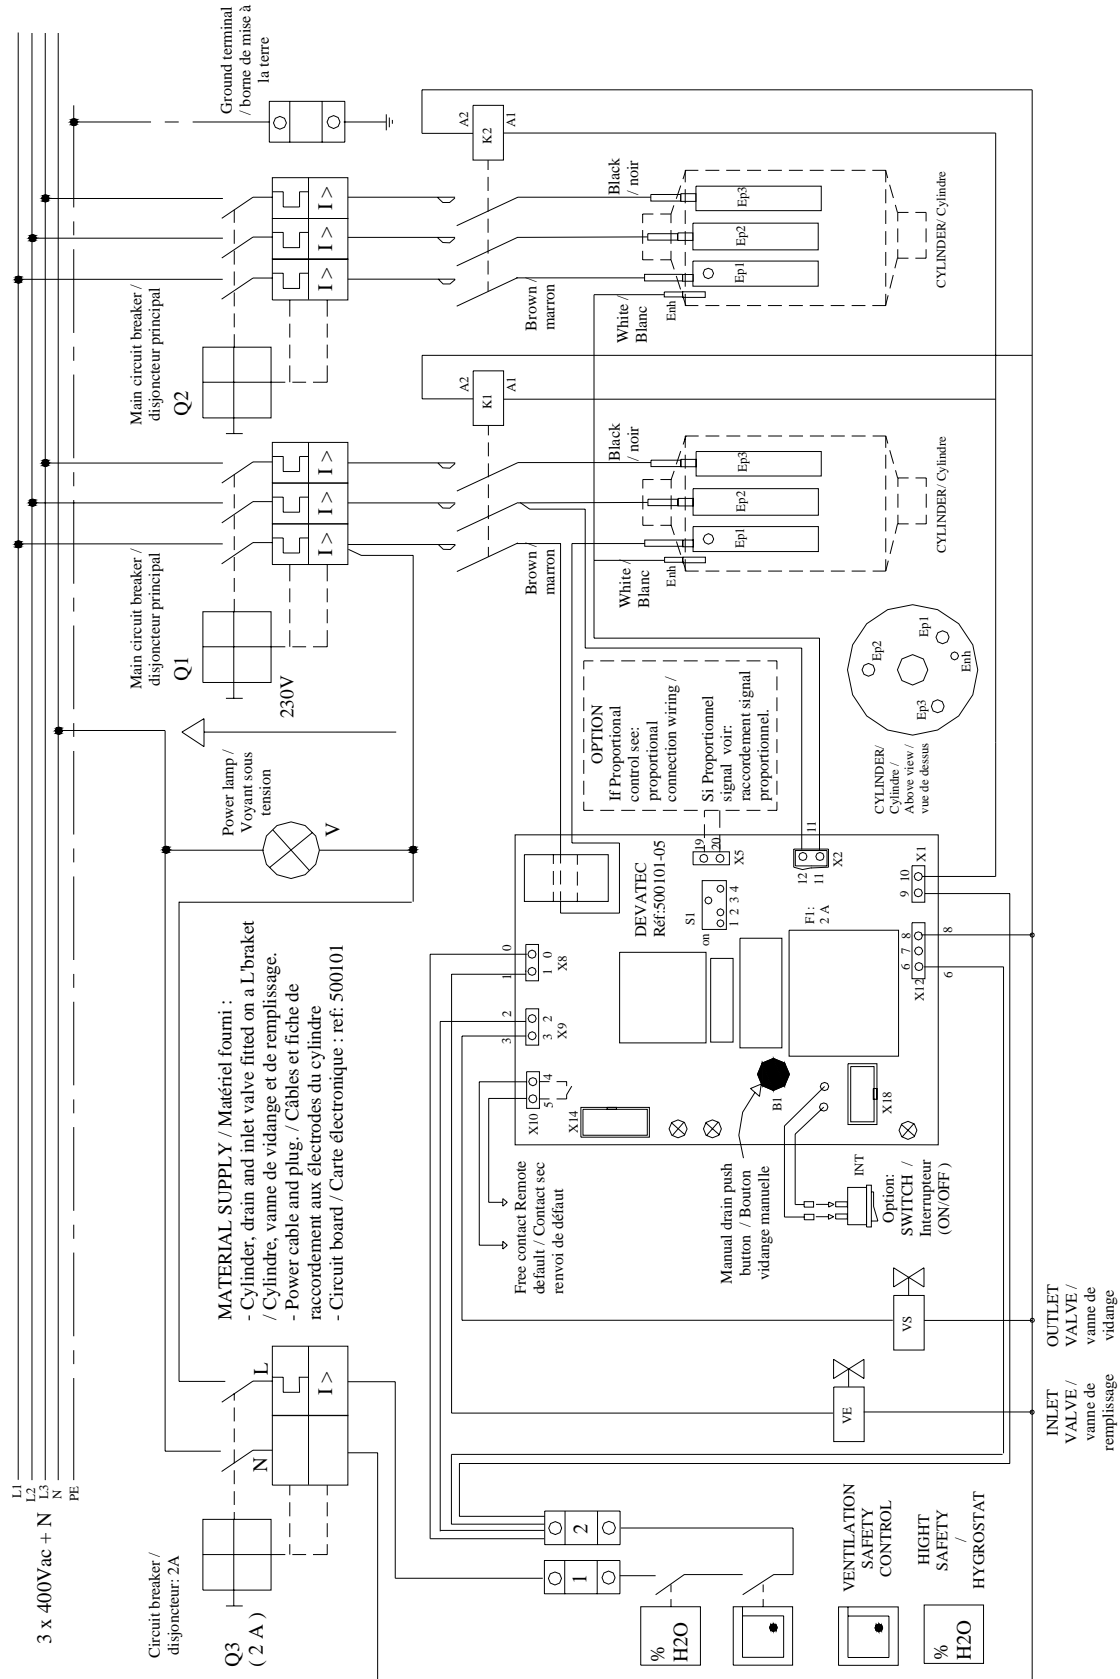 L1
L2
L3
N
PE
3 x 400Vac + N
Circuit breaker /
disjoncteur: 2A
Q3
( 2 A )
N
L
I >
MATERIAL SUPPLY / Matériel fourni :
- Cylinder, drain and inlet valve fitted on a L'braket
/ Cylindre, vanne de vidange et de remplissage.
- Power cable and plug. / Câbles et fiche de
raccordement aux électrodes du cylindre
- Circuit board / Carte électronique : ref: 500101
Power lamp /
Voyant sous
tension
V
230V
Main circuit breaker /
disjoncteur principal
Q1
I >
I >
I >
Main circuit breaker /
disjoncteur principal
Q2
I >
I >
I >
Ground terminal
/ borne de mise à
la terre
A2
K1
A1
A2
K2
A1
Brown /
marron
Black
/ noir
White /
Blanc
Enh
Ep1
Ep2
Ep3
CYLINDER/ Cylindre
Brown /
marron
Black
/ noir
White /
Blanc
Enh
Ep1
Ep2
Ep3
CYLINDER/ Cylindre
1
2
%
H2O
VENTILATION
SAFETY
CONTROL
%
H2O
HIGHT
SAFETY
/
HYGROSTAT
Free contact Remote
default / Contact sec
renvoi de défaut
Manual drain push
button / Bouton
vidange manuelle
INT
Option:
SWITCH /
Interrupteur
(ON/OFF )
VE
VS
INLET
VALVE /
vanne de
remplissage
OUTLET
VALVE /
vanne de
vidange
X10
5
4
X14
3
2
3
2
X9
1
0
1
0
X8
DEVATEC
Réf:500101-05
S1
on
1 2 3 4
19
20
X5
F1:
2 A
12
11
X2
11
B1
X18
X12
6
7
8
6
8
9
10
X1
OPTION
If Proportional
control see:
proportional
connection wiring /
Si Proportionnel
signal voir:
raccordement signal
proportionnel.
CYLINDER/
Cylindre /
Above view /
vue de dessus
Ep3
Ep2
Ep1
Enh